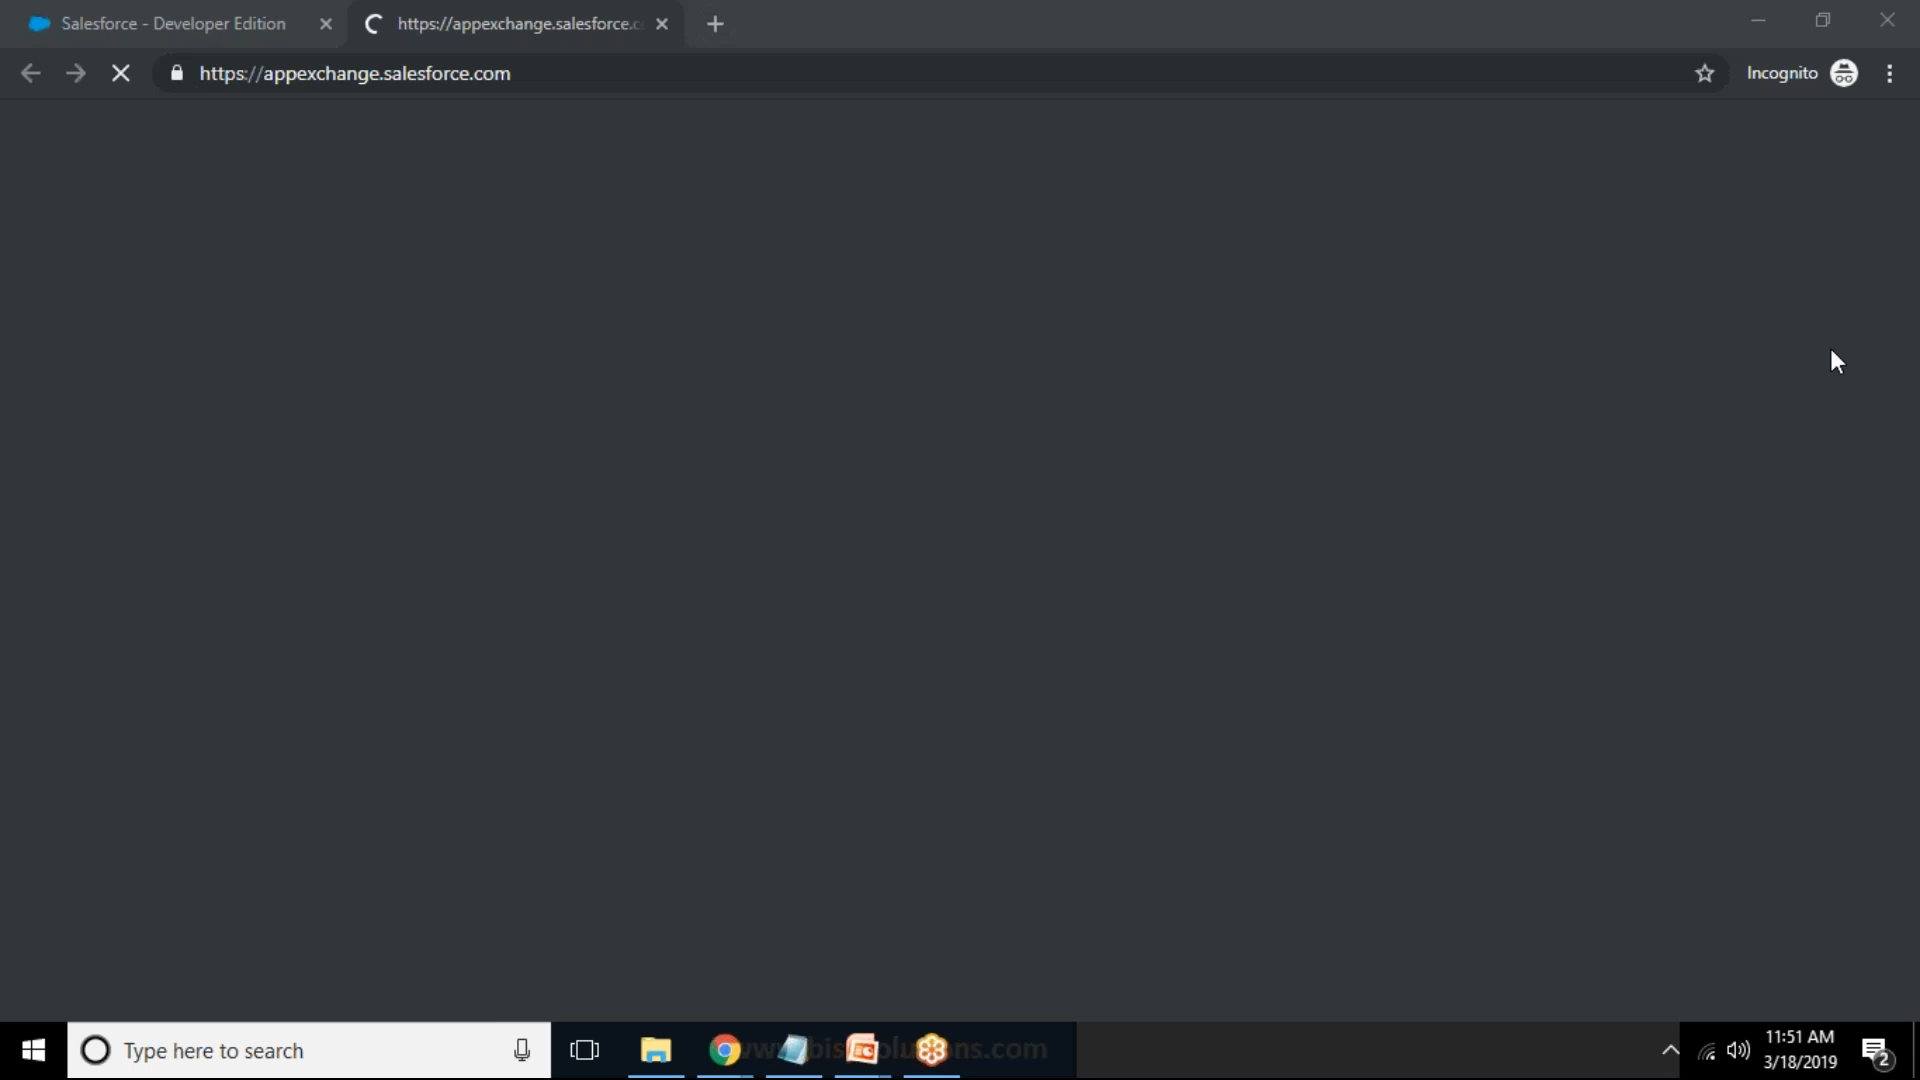 Salesforce - Developer Edition
https://appexchange.salesforce.c
https://appexchange.salesforce.com
Incognito
Type here to search
11:51 AM
3/18/2019
2